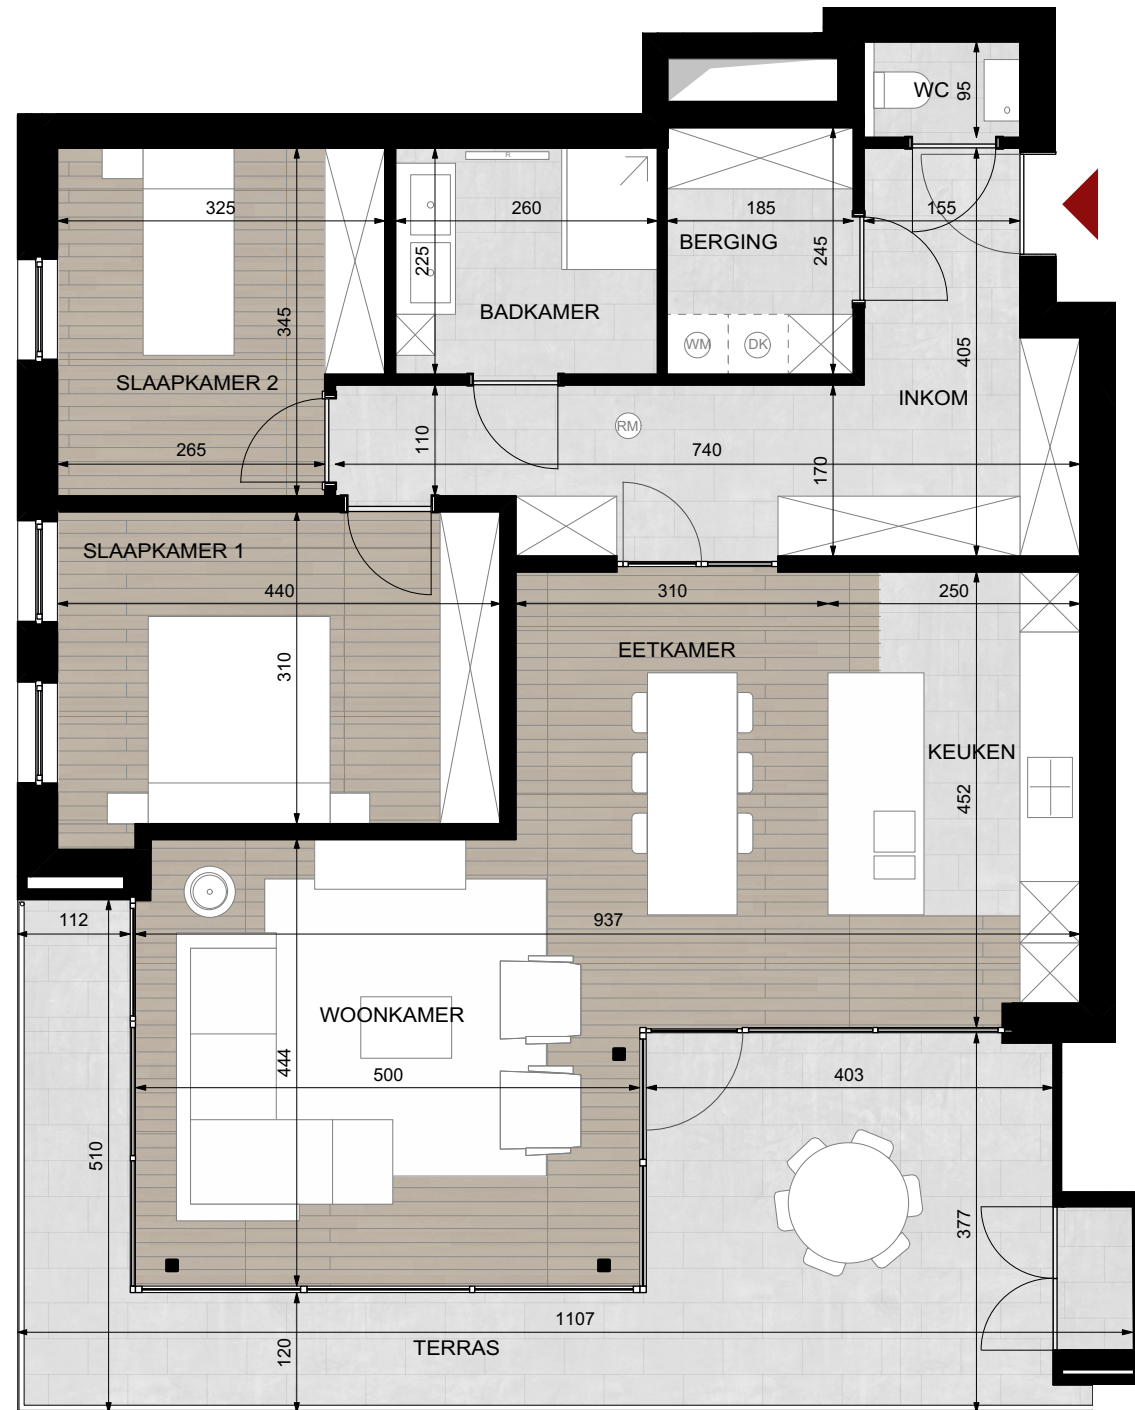 WC
95
325
260
185
155
BERGING
225
245
R
BADKAMER
345
WM
DK
405
SLAAPKAMER 2
INKOM
RM
110
265
740
170
SLAAPKAMER 1
440
310
250
310
EETKAMER
KEUKEN
452
112
937
WOONKAMER
444
500
403
510
377
1107
TERRAS
120